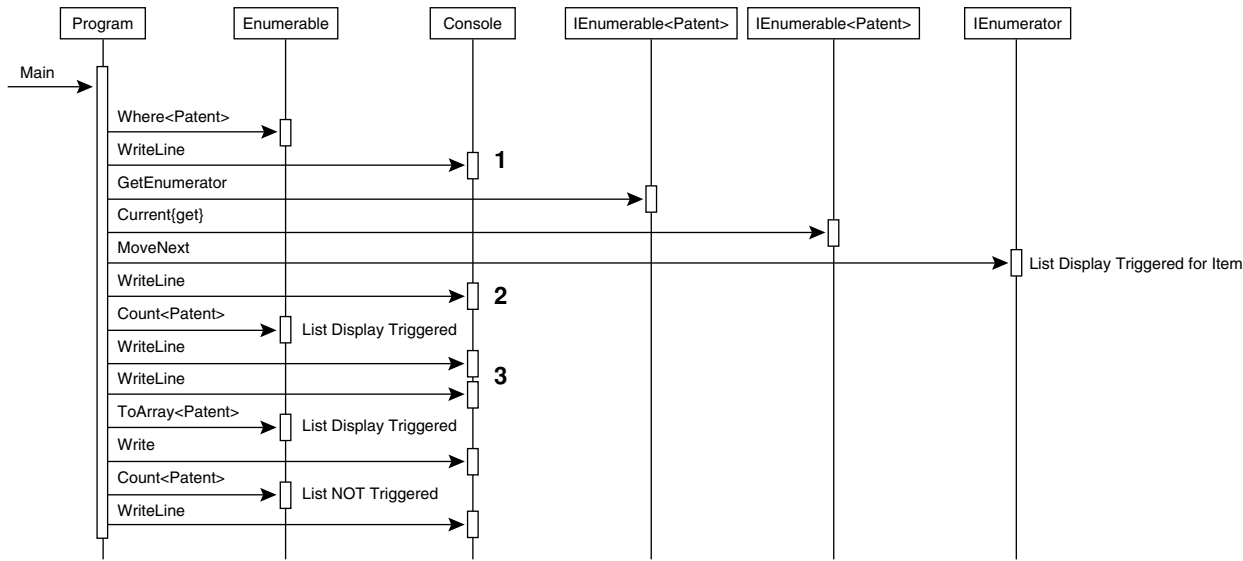 Program
Enumerable
Console
IEnumerable<Patent>
IEnumerable<Patent>
IEnumerator
Main
Where<Patent>
WriteLine
1
GetEnumerator
Current{get}
MoveNext
List Display Triggered for Item
WriteLine
2
Count<Patent>
List Display Triggered
WriteLine
3
WriteLine
ToArray<Patent>
List Display Triggered
Write
Count<Patent>
List NOT Triggered
WriteLine